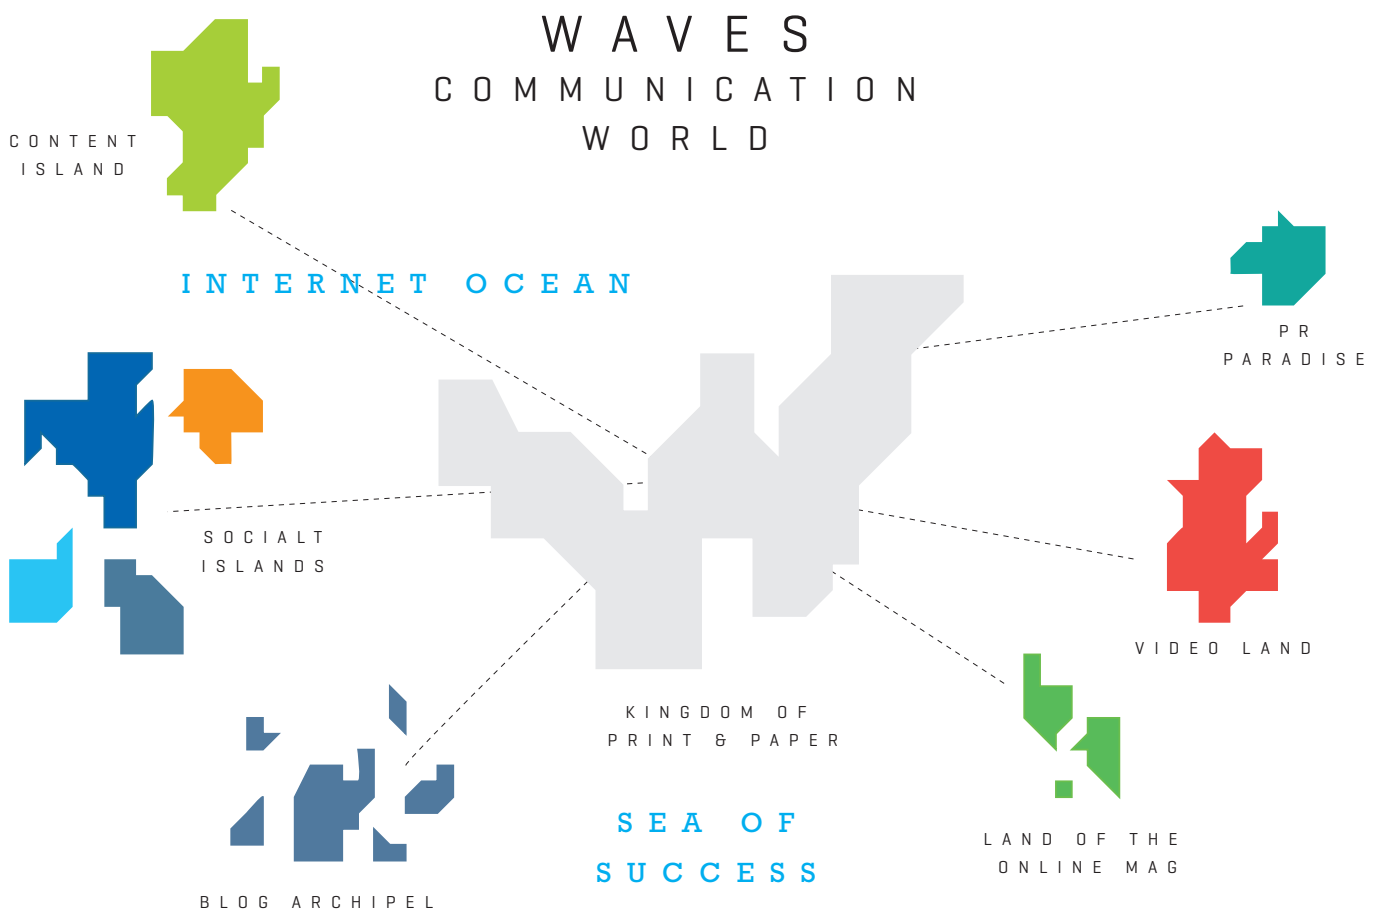 WAVES
COMMUNICATION
WORLD
CONTENT
ISLAND
INTERNET OCEAN
PR
PARADISE
SOCIALT
ISLANDS
VIDEO LAND
KINGDOM OF
PRINT & PAPER
SEA OF
SUCCESS
LAND OF THE
ONLINE MAG
BLOG ARCHIPEL